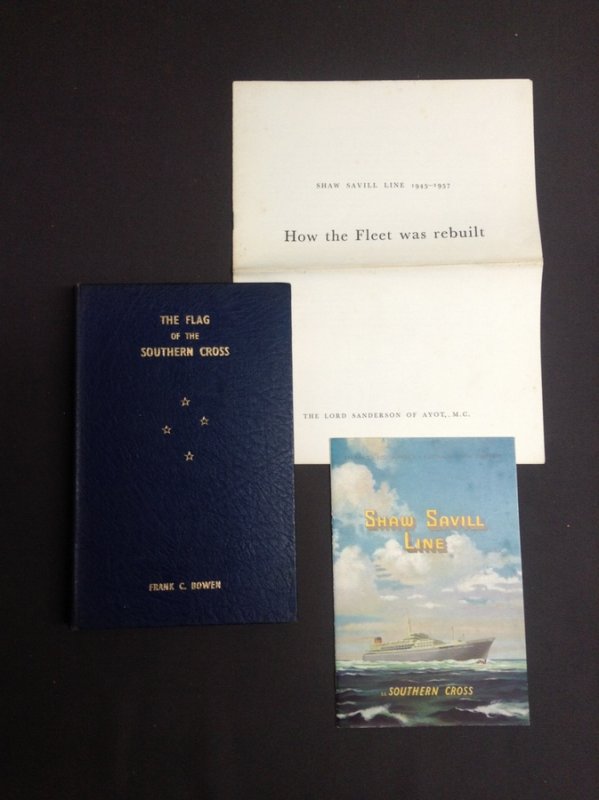 SHAW SAVILL LINE 1945–1957
How the Fleet was rebuilt
THE LORD SANDERSON OF AYOT, M.C.
THE FLAG
OF THE
SOUTHERN CROSS
FRANK C. BOWEN
SHAW SAVILL
LINE
S.S. SOUTHERN CROSS